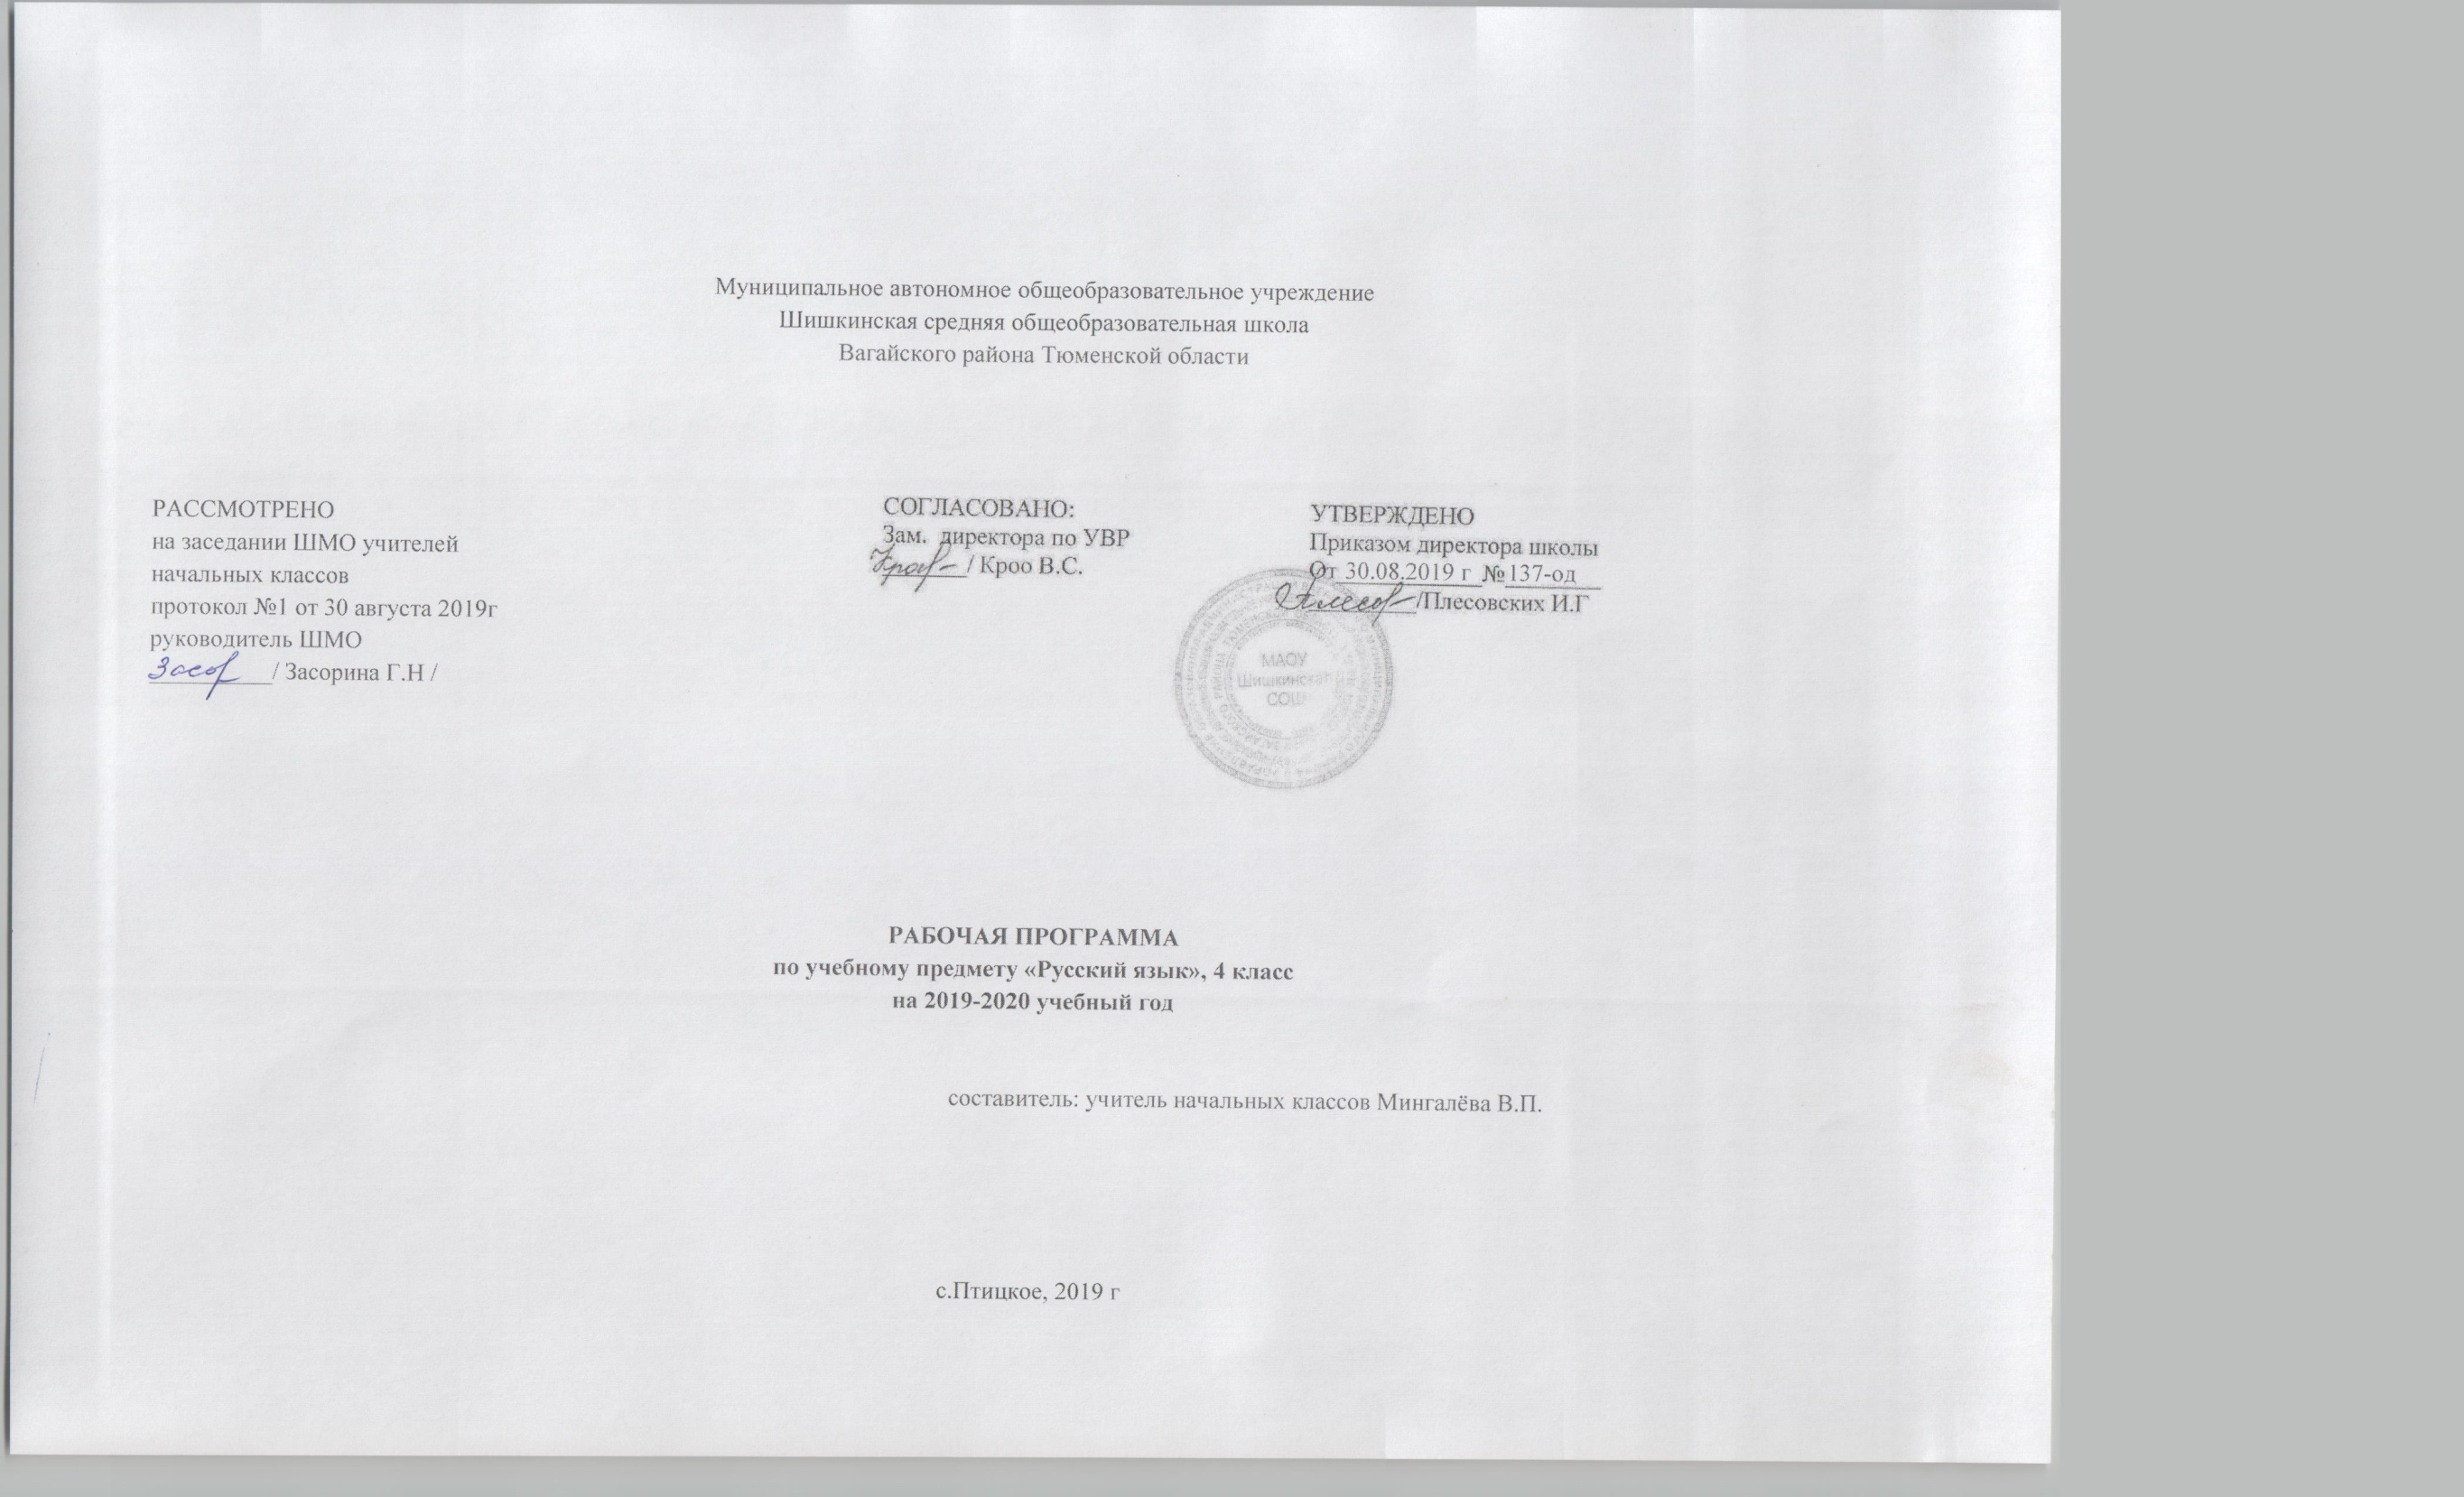 Муниципальное автономное общеобразовательное учреждение
Шишкинская средняя общеобразовательная школа
Вагайского района Тюменской области
РАССМОТРЕНО
на заседании ШМО учителей
начальных классов
протокол №1 от 30 августа 2019г
руководитель ШМО
/ Засорина Г.Н /
СОГЛАСОВАНО:
Зам. директора по УВР
/ Кроо В.С.
УТВЕРЖДЕНО
Приказом директора школы
От 30.08.2019 г №137-од
/Плесовских И.Г
МАОУ
Шишкинская
СОШ
РАБОЧАЯ ПРОГРАММА
по учебному предмету «Русский язык», 4 класс
на 2019-2020 учебный год
составитель: учитель начальных классов Мингалёва В.П.
с.Птицкое, 2019 г